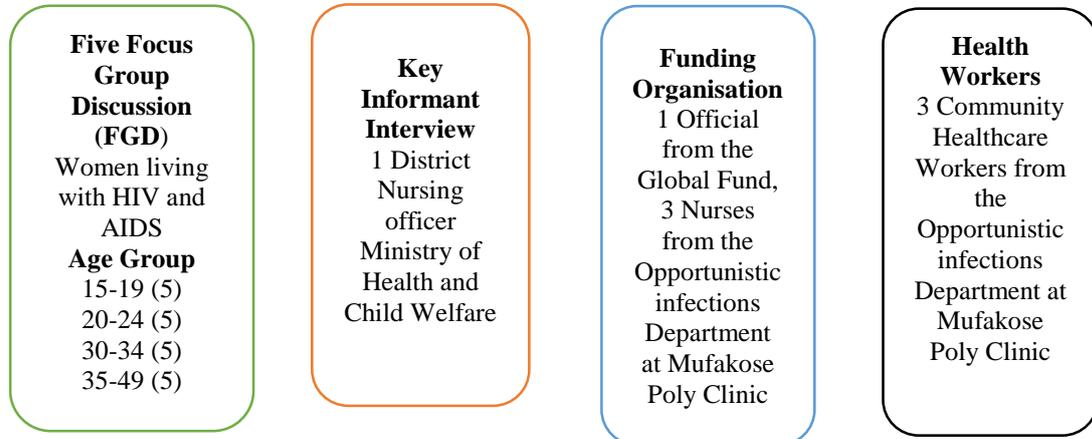 Five Focus
Group
Discussion
(FGD)
Women living
with HIV and
AIDS
Age Group
15-19 (5)
20-24 (5)
30-34 (5)
35-49 (5)
Key
Informant
Interview
1 District
Nursing
officer
Ministry of
Health and
Child Welfare
Funding
Organisation
1 Official
from the
Global Fund,
3 Nurses
from the
Opportunistic
infections
Department
at Mufakose
Poly Clinic
Health
Workers
3 Community
Healthcare
Workers from
the
Opportunistic
infections
Department at
Mufakose
Poly Clinic